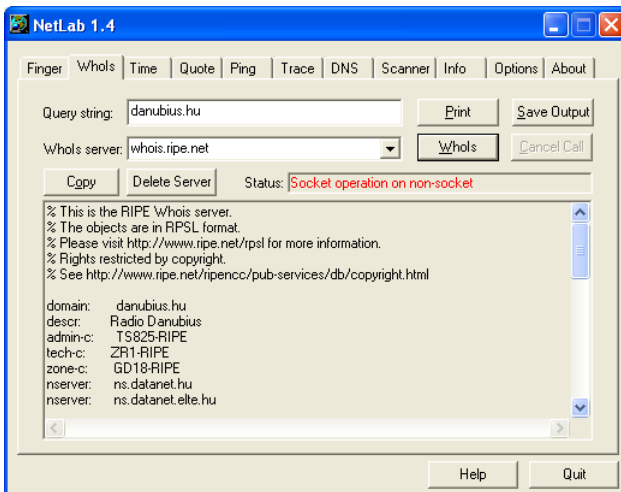 NetLab 1.4
Finger WhoIs Time Quote Ping Trace DNS Scanner Info Options About
Query string: danubius.hu Print Save Output
WhoIs server: whois.ripe.net WhoIs Cancel Call
Copy Delete Server Status: Socket operation on non-socket
% This is the RIPE Whois server.
% The objects are in RPSL format.
% Please visit http://www.ripe.net/rpsl for more information.
% Rights restricted by copyright.
% See http://www.ripe.net/ripencc/pub-services/db/copyright.html
domain: danubius.hu
descr: Radio Danubius
admin-c: TS825-RIPE
tech-c: ZR1-RIPE
zone-c: GD18-RIPE
nserver: ns.datanet.hu
nserver: ns.datanet.elte.hu
Help Quit